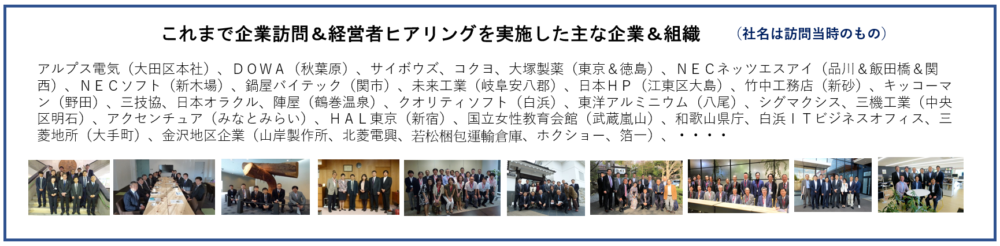 これまで企業訪問＆経営者ヒアリングを実施した主な企業＆組織　（社名は訪問当時のもの）
アルプス電気（大田区本社）、ＤＯＷＡ（秋葉原）、サイボウズ、コクヨ、大塚製薬（東京＆徳島）、ＮＥＣネッツエスアイ（品川＆飯田橋＆関
西）、ＮＥＣソフト（新木場）、鍋屋バイテック（関市）、未来工業（岐阜安八郡）、日本ＨＰ（江東区大島）、竹中工務店（新砂）、キッコーマ
ン（野田）、三技協、日本オラクル、陣屋（鶴巻温泉）、クオリティソフト（白浜）、東洋アルミニウム（八尾）、シグマクシス、三機工業（中央
区明石）、アクセンチュア（みなとみらい）、ＨＡＬ東京（新宿）、国立女性教育会館（武蔵嵐山）、和歌山県庁、白浜ＩＴビジネスオフィス、三
菱地所（大手町）、金沢地区企業（山岸製作所、北菱電興、若松梱包運輸倉庫、ホクショー、箔一）、・・・・